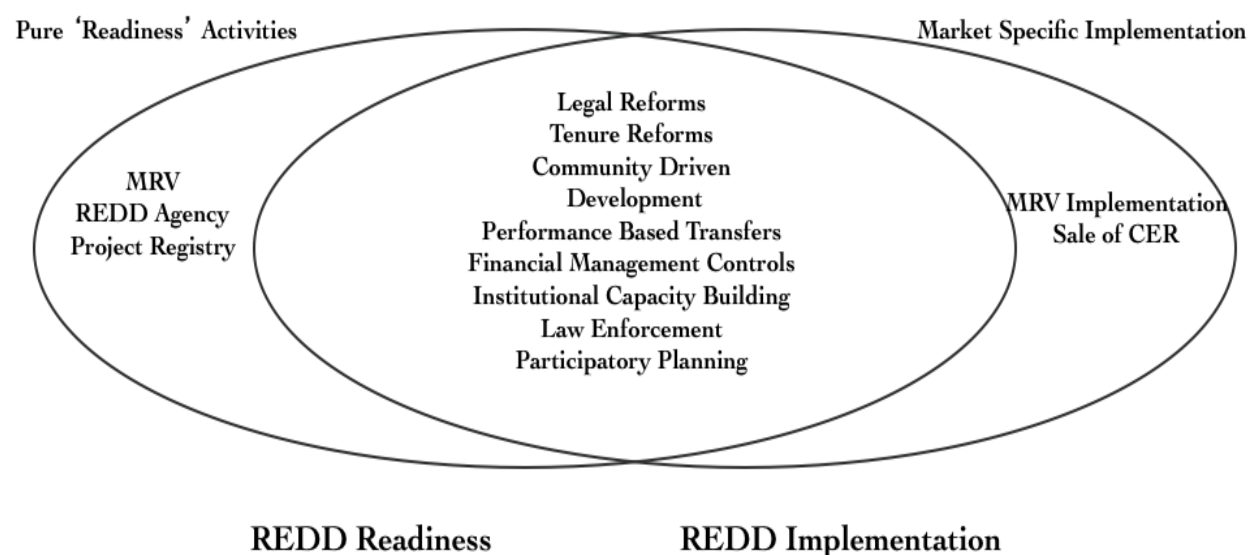 Pure ‘Readiness’ Activities
Market Specific Implementation
MRV
REDD Agency
Project Registry
Legal Reforms
Tenure Reforms
Community Driven
Development
Performance Based Transfers
Financial Management Controls
Institutional Capacity Building
Law Enforcement
Participatory Planning
MRV Implementation
Sale of CER
REDD Readiness
REDD Implementation